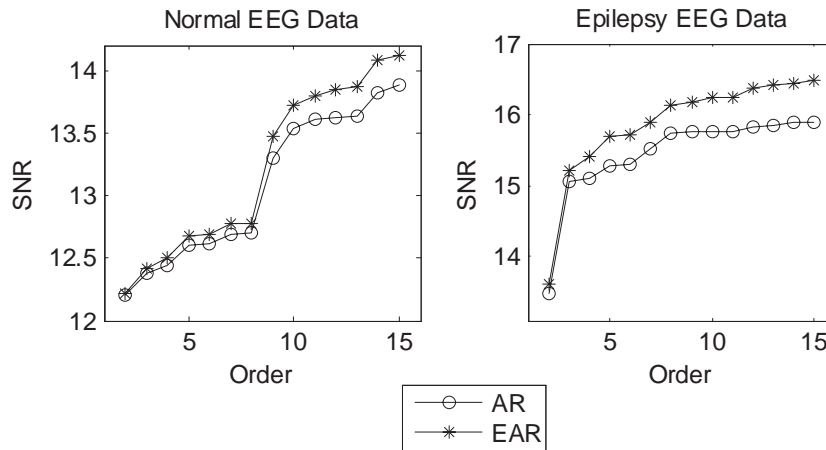 Normal EEG Data
SNR
14
13.5
13
12.5
12
5
10
15
Order
Epilepsy EEG Data
SNR
17
16
15
14
5
10
15
Order
AR
EAR